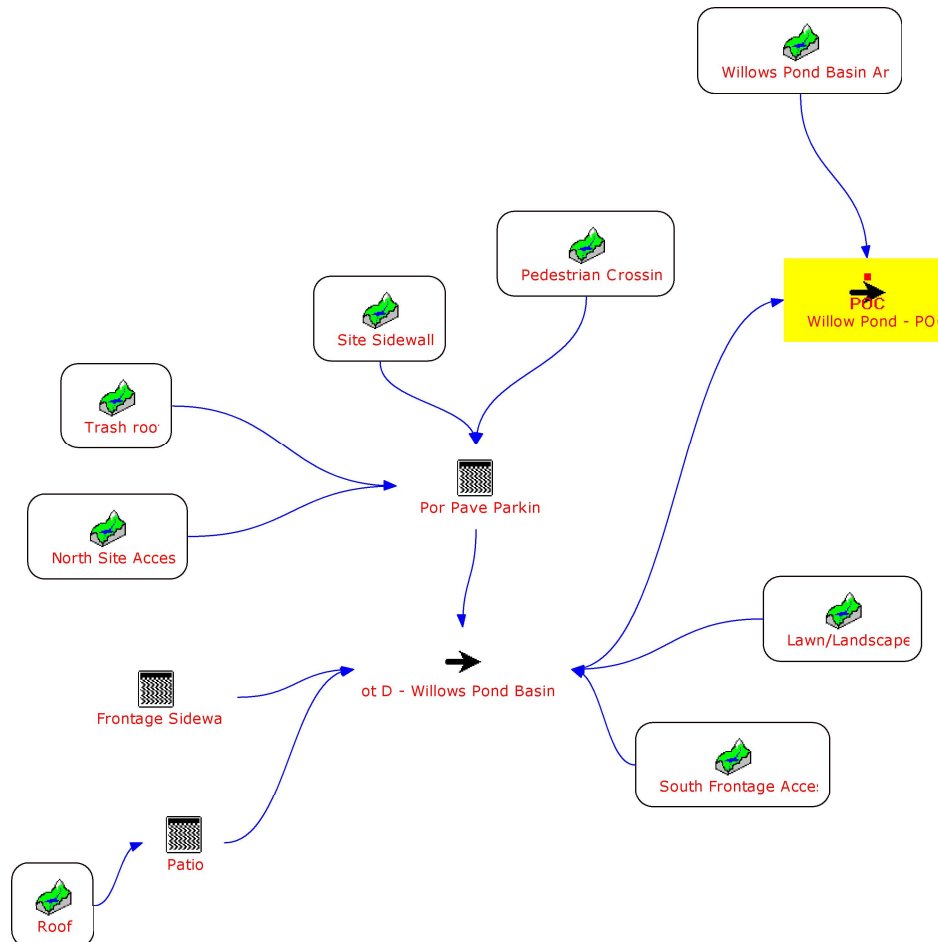 Willows Pond Basin Ar
Pedestrian Crossin
POC
Willow Pond - PO
Site Sidewall
Trash roo
Por Pave Parkin
North Site Acces
Lawn/Landscape
ot D - Willows Pond Basin
Frontage Sidewa
South Frontage Acce
Patio
Roof